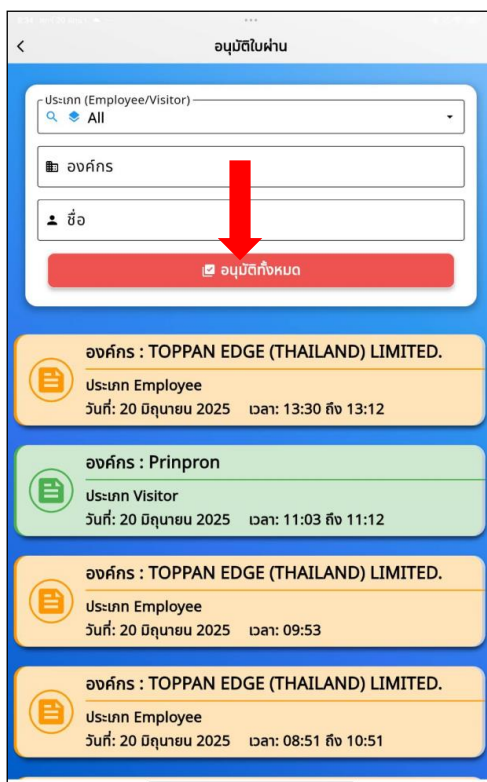 อนุมัติใบผ่าน
ประเภท (Employee/Visitor)
All
องค์กร
ชื่อ
อนุมัติทั้งหมด
องค์กร : TOPPAN EDGE (THAILAND) LIMITED.
ประเภท Employee
วันที่: 20 มิถุนายน 2025 เวลา: 13:30 ถึง 13:12
องค์กร : Prinpron
ประเภท Visitor
วันที่: 20 มิถุนายน 2025 เวลา: 11:03 ถึง 11:12
องค์กร : TOPPAN EDGE (THAILAND) LIMITED.
ประเภท Employee
วันที่: 20 มิถุนายน 2025 เวลา: 09:53
องค์กร : TOPPAN EDGE (THAILAND) LIMITED.
ประเภท Employee
วันที่: 20 มิถุนายน 2025 เวลา: 08:51 ถึง 10:51